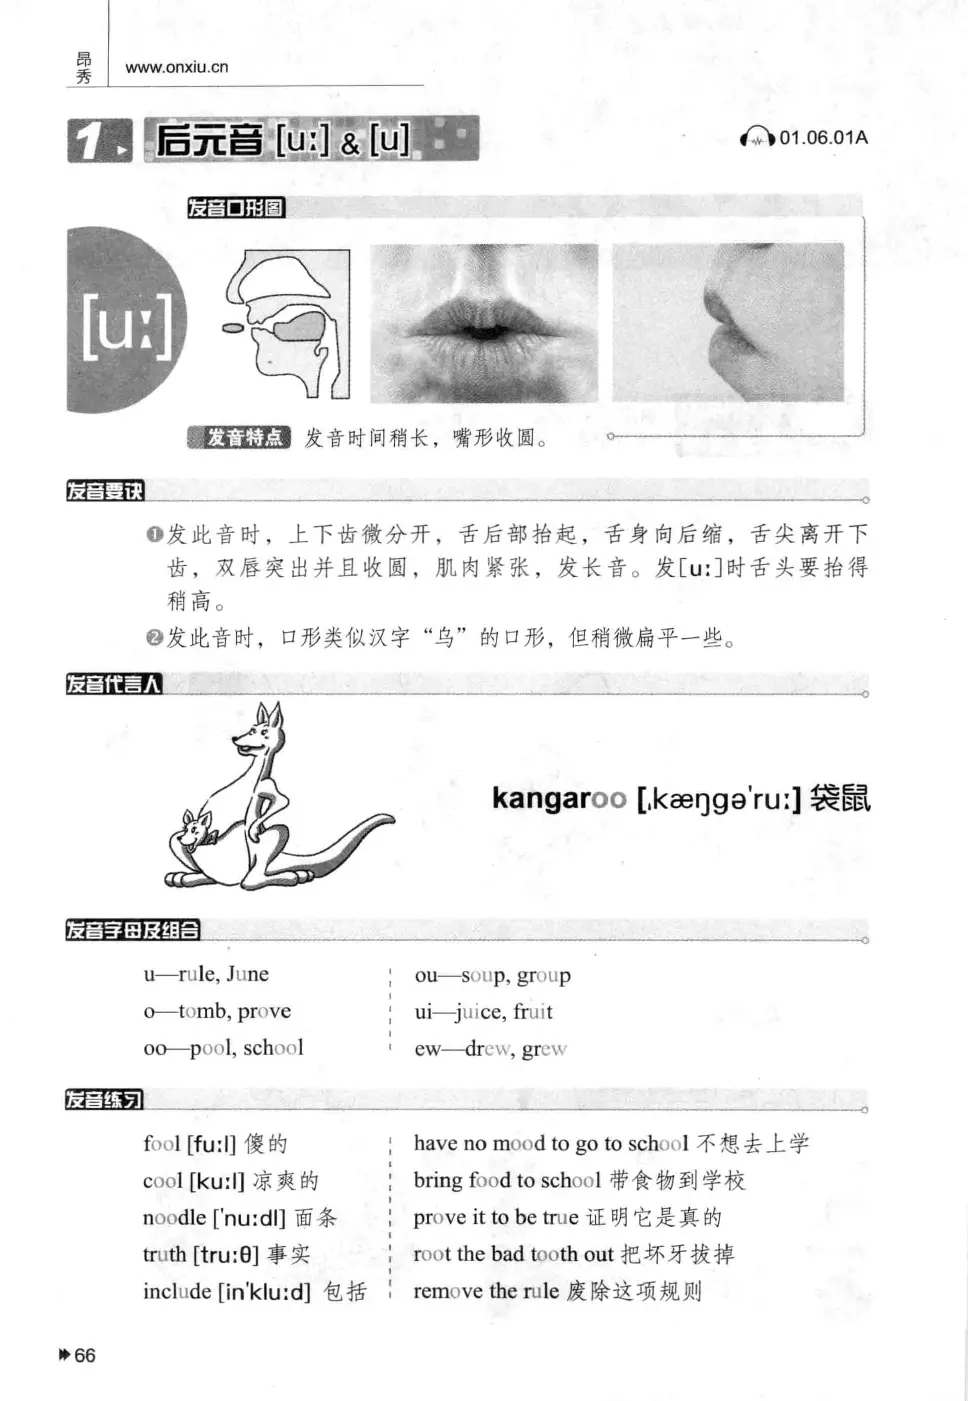 昂秀
www.onxiu.cn
1 后元音 [uː] & [u]
01.06.01A
发音口形图
[uː]
发音特点 发音时间稍长，嘴形收圆。
发音要诀
❶发此音时，上下齿微分开，舌后部抬起，舌身向后缩，舌尖离开下
齿，双唇突出并且收圆，肌肉紧张，发长音。发[uː]时舌头要抬得
稍高。
❷发此音时，口形类似汉字“乌”的口形，但稍微扁平一些。
发音代言人
kangaroo [ˌkæŋgə'ruː] 袋鼠
发音字母及组合
u—rule, June
o—tomb, prove
oo—pool, school
ou—soup, group
ui—juice, fruit
ew—drew, grew
发音练习
fool [fuːl] 傻的
cool [kuːl] 凉爽的
noodle ['nuːdl] 面条
truth [truːθ] 事实
include [in'kluːd] 包括
have no mood to go to school 不想去上学
bring food to school 带食物到学校
prove it to be true 证明它是真的
root the bad tooth out 把坏牙拔掉
remove the rule 废除这项规则
66